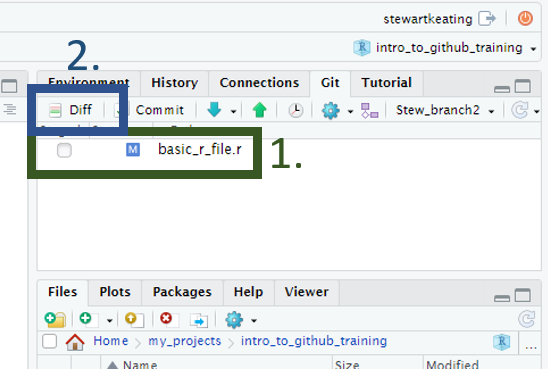 stewartkeating
intro_to_github_training
2.
Environment History Connections Git Tutorial
Diff Commit Stew_branch2
M basic_r_file.r
1.
Files Plots Packages Help Viewer
Home my_projects intro_to_github_training R ...
Name Size Modified